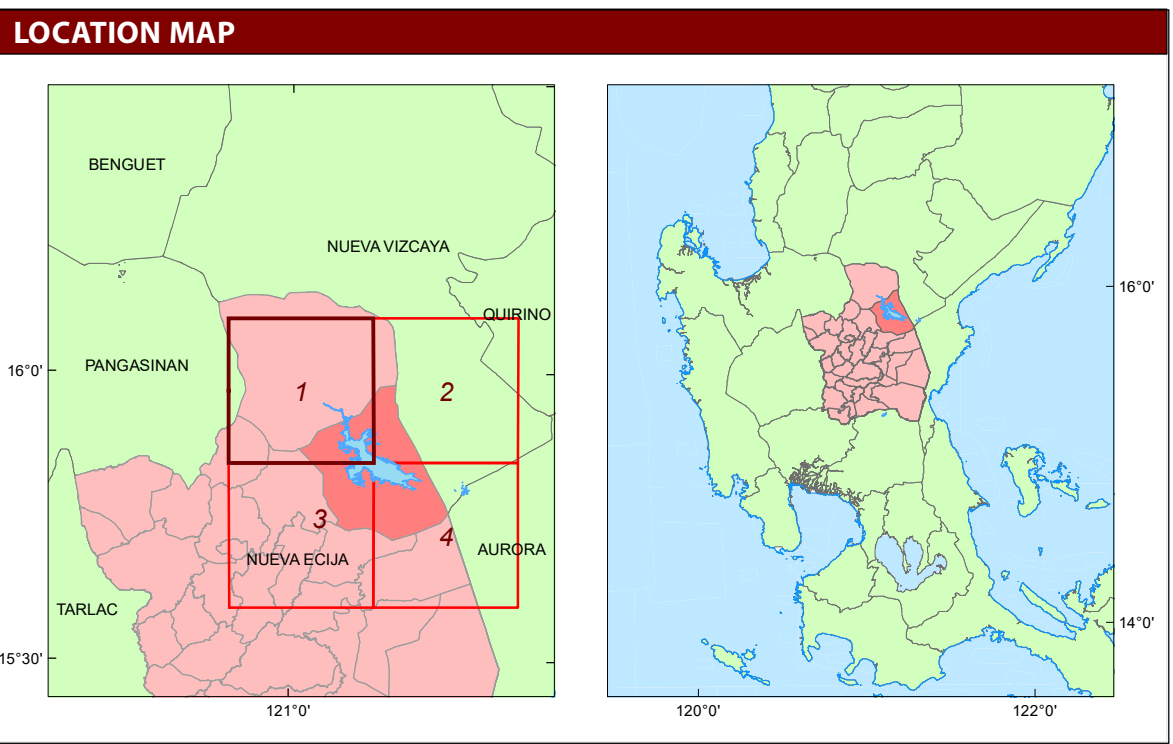 LOCATION MAP
BENGUET
NUEVA VIZCAYA
QUIRINO
PANGASINAN
16°0'
1
2
3
4
NUEVA ECIJA
AURORA
TARLAC
15°30'
121°0'
16°0'
14°0'
120°0'
122°0'